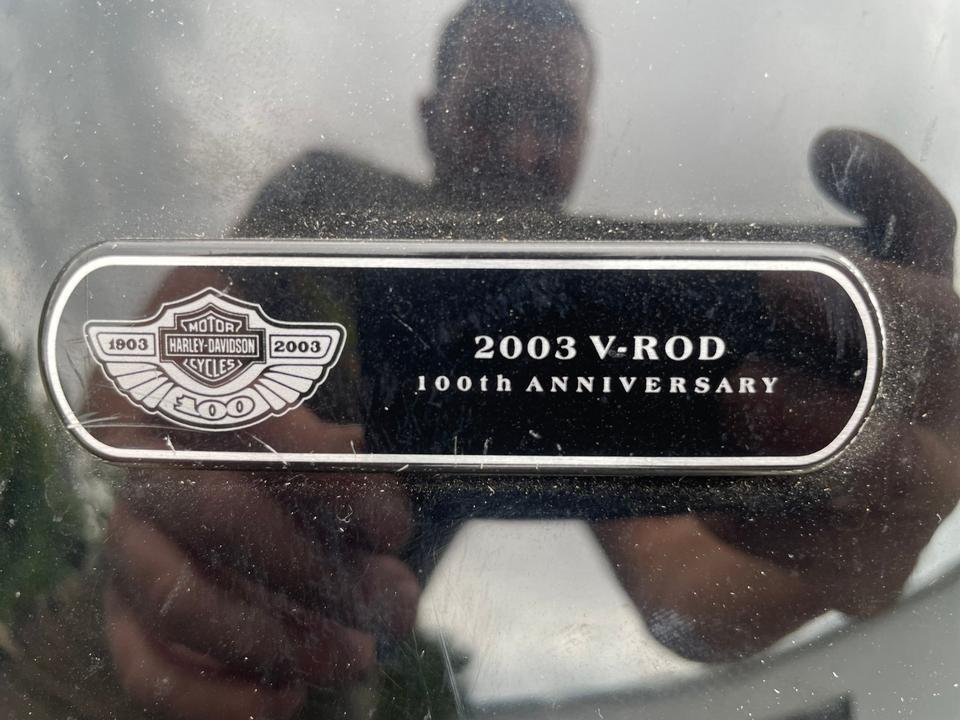 MOTOR
1903 HARLEY-DAVIDSON 2003
CYCLES
100
2003 V-ROD
100th ANNIVERSARY